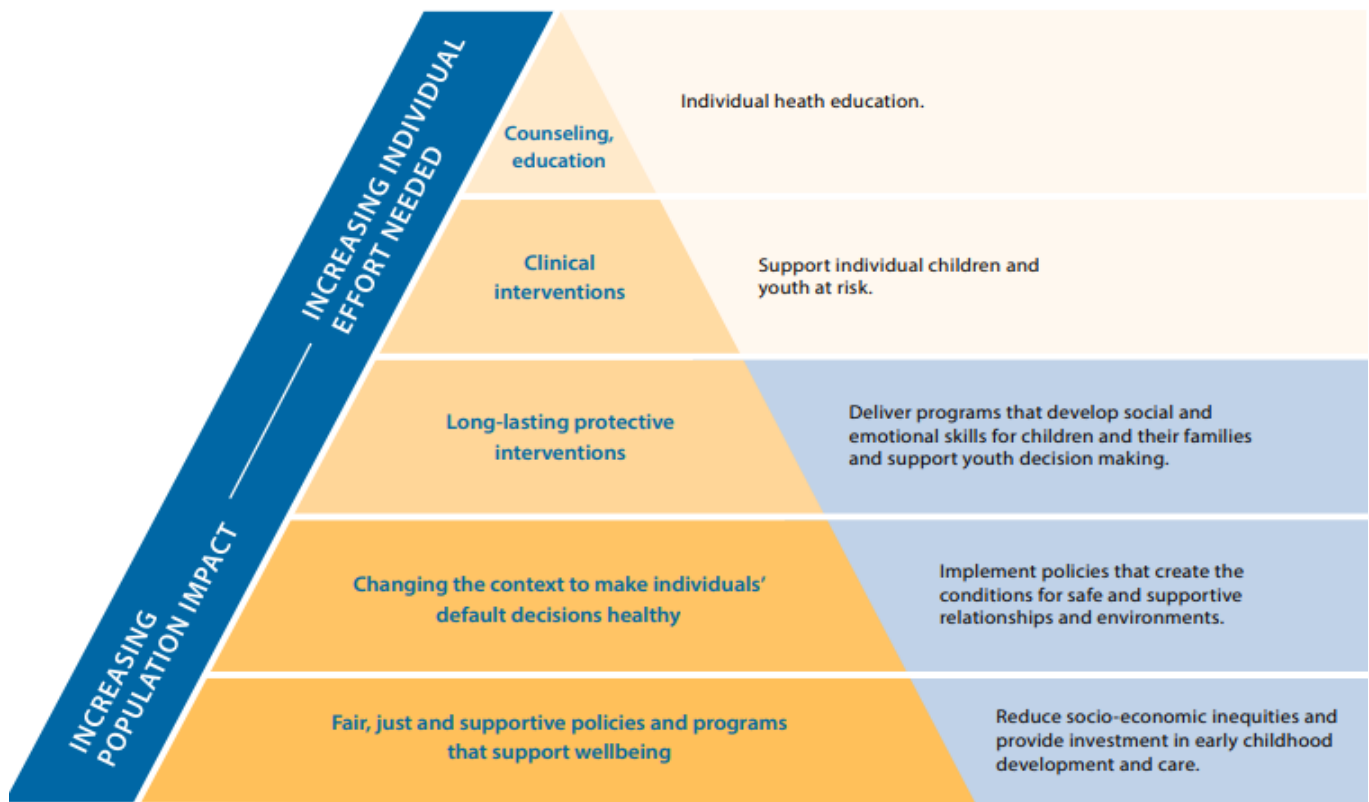 INCREASING INDIVIDUAL
EFFORT NEEDED
INCREASING
POPULATION IMPACT
Counseling,
education
Individual heath education.
Clinical
interventions
Support individual children and
youth at risk.
Long-lasting protective
interventions
Deliver programs that develop social and
emotional skills for children and their families
and support youth decision making.
Changing the context to make individuals’
default decisions healthy
Implement policies that create the
conditions for safe and supportive
relationships and environments.
Fair, just and supportive policies and programs
that support wellbeing
Reduce socio-economic inequities and
provide investment in early childhood
development and care.